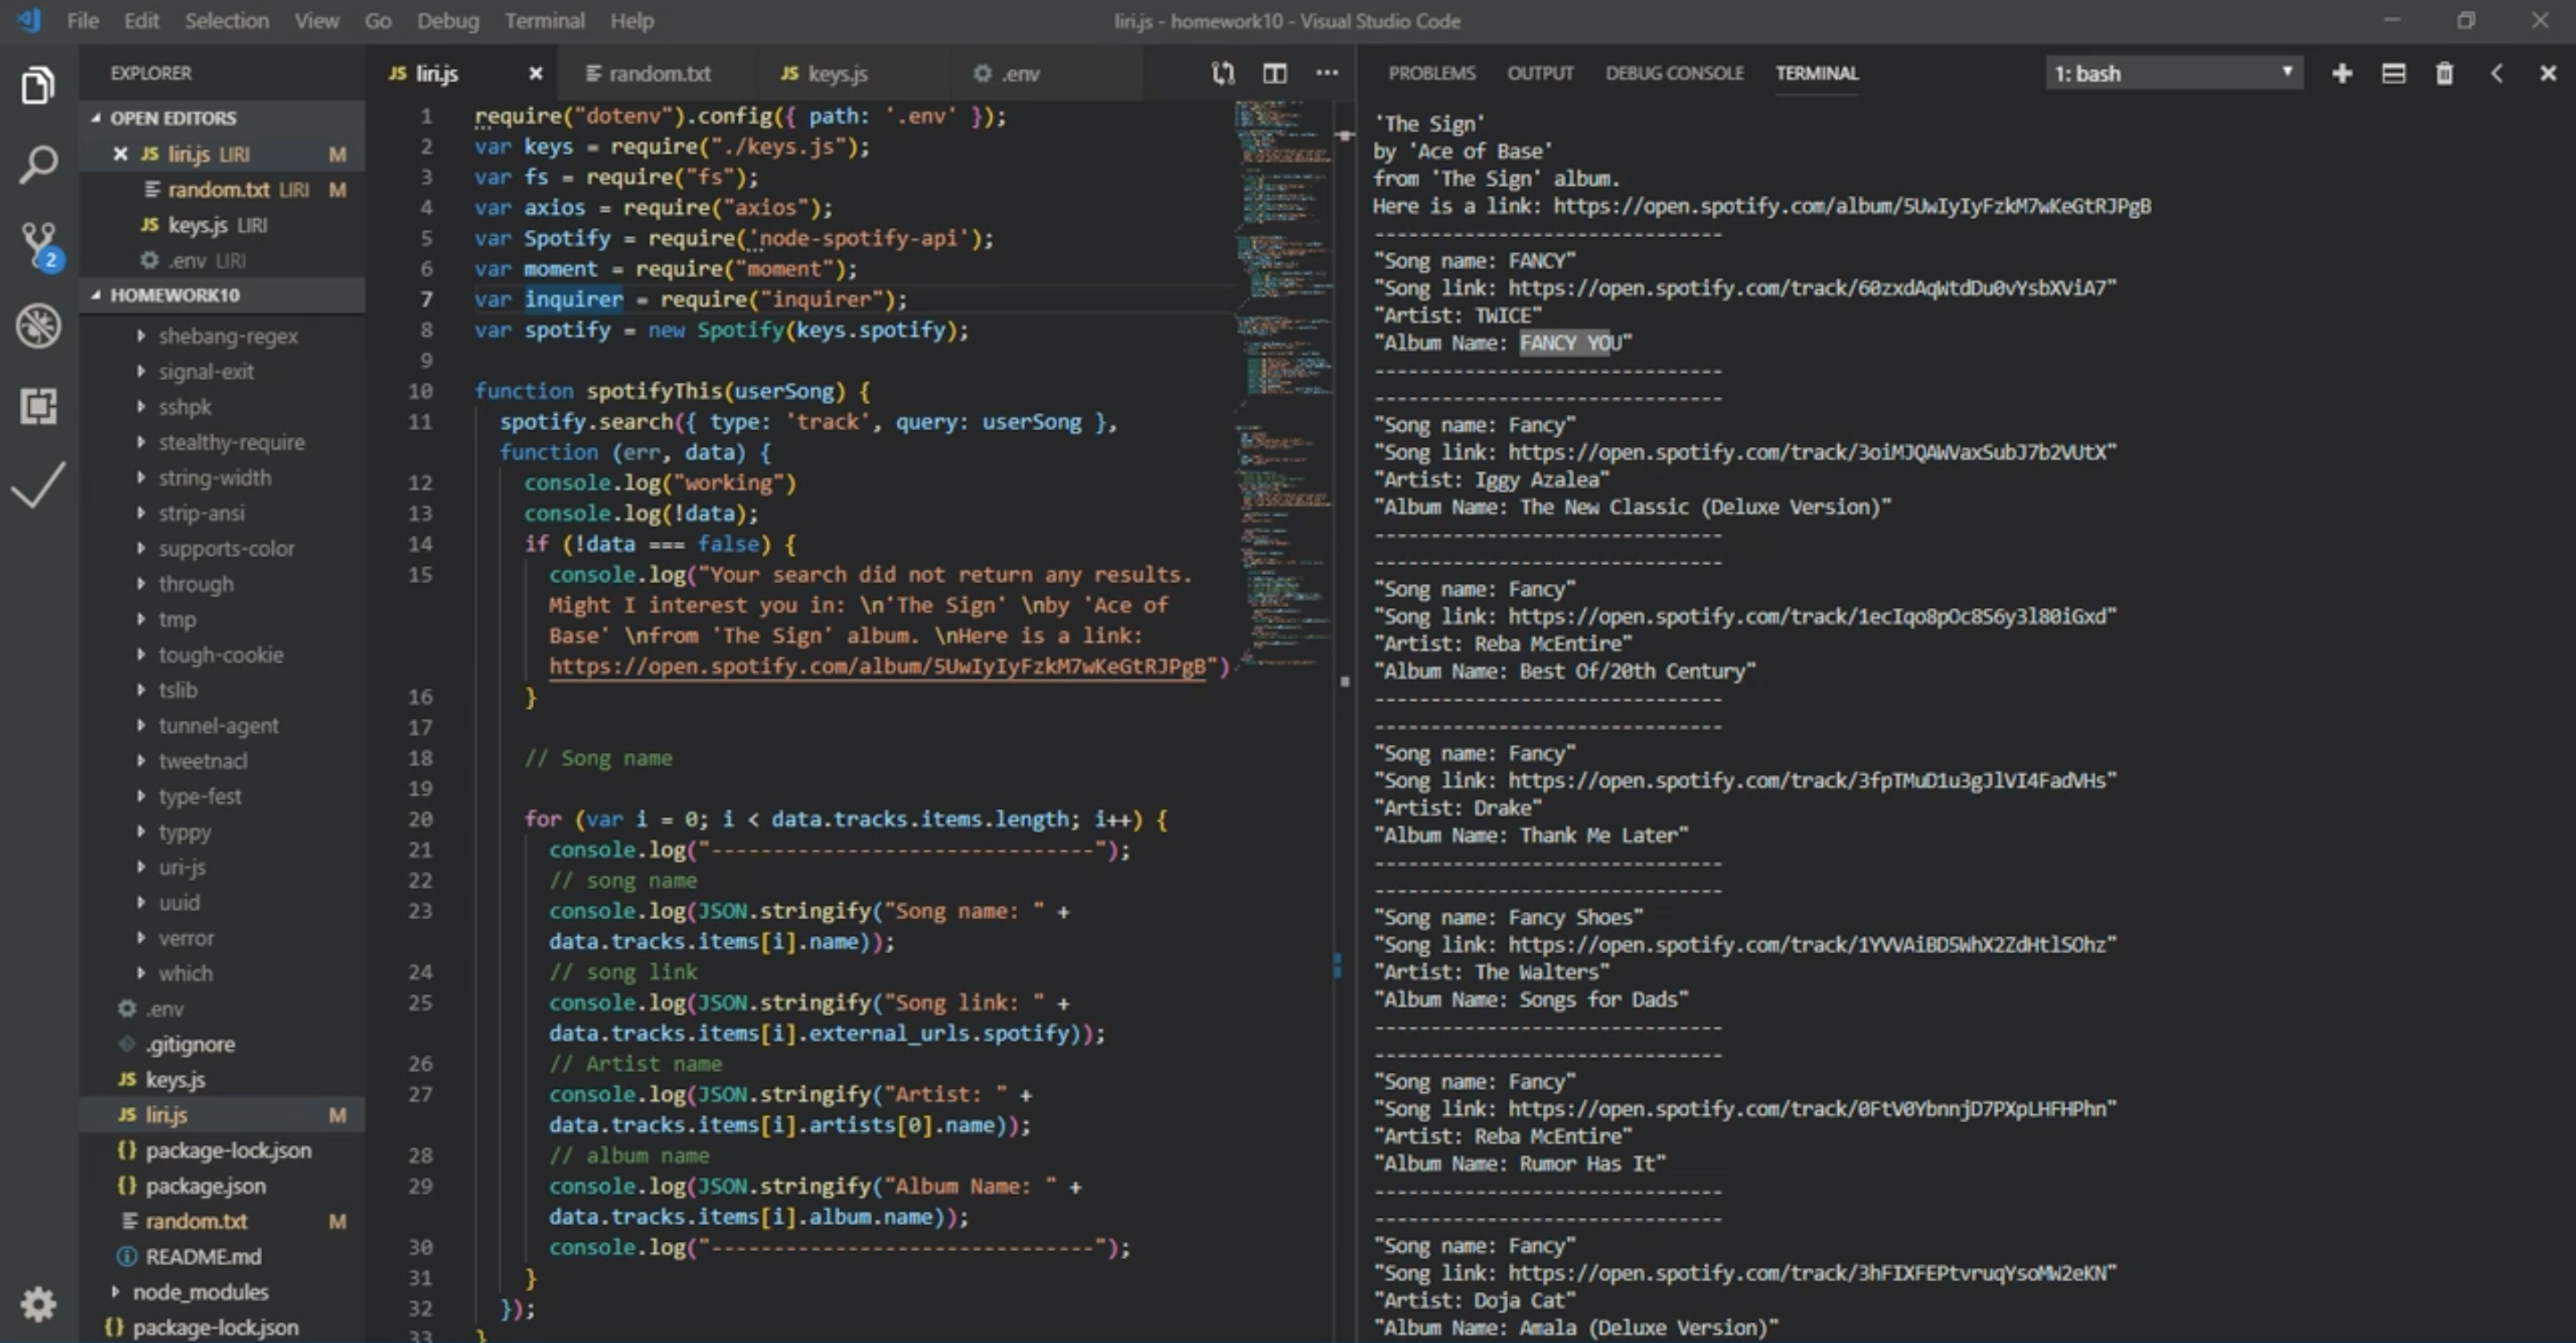 File Edit Selection View Go Debug Terminal Help
liri.js - homework10 - Visual Studio Code
EXPLORER
OPEN EDITORS
JS liri.js LIRI M
random.txt LIRI M
JS keys.js LIRI
.env LIRI
2
HOMEWORK10
shebang-regex
signal-exit
sshpk
stealthy-require
string-width
strip-ansi
supports-color
through
tmp
tough-cookie
tslib
tunnel-agent
tweetnacl
type-fest
typpy
uri-js
uuid
verror
which
.env
.gitignore
JS keys.js
JS liri.js M
{} package-lock.json
{} package.json
random.txt M
README.md
node_modules
{} package-lock.json
JS liri.js random.txt JS keys.js .env
1 require("dotenv").config({ path: '.env' });
2 var keys = require("./keys.js");
3 var fs = require("fs");
4 var axios = require("axios");
5 var Spotify = require('node-spotify-api');
6 var moment = require("moment");
7 var inquirer = require("inquirer");
8 var spotify = new Spotify(keys.spotify);
9
10 function spotifyThis(userSong) {
11 spotify.search({ type: 'track', query: userSong },
function (err, data) {
12 console.log("working")
13 console.log(!data);
14 if (!data === false) {
15 console.log("Your search did not return any results.
Might I interest you in: \n'The Sign' \nby 'Ace of
Base' \nfrom 'The Sign' album. \nHere is a link:
https://open.spotify.com/album/5UwIyIyFzkM7wKeGtRJPgB")
16 }
17
18 // Song name
19
20 for (var i = 0; i < data.tracks.items.length; i++) {
21 console.log("-------------------------------");
22 // song name
23 console.log(JSON.stringify("Song name: " +
data.tracks.items[i].name));
24 // song link
25 console.log(JSON.stringify("Song link: " +
data.tracks.items[i].external_urls.spotify));
26 // Artist name
27 console.log(JSON.stringify("Artist: " +
data.tracks.items[i].artists[0].name));
28 // album name
29 console.log(JSON.stringify("Album Name: " +
data.tracks.items[i].album.name));
30 console.log("-------------------------------");
31 }
32 });
33 }
PROBLEMS OUTPUT DEBUG CONSOLE TERMINAL 1: bash
'The Sign'
by 'Ace of Base'
from 'The Sign' album.
Here is a link: https://open.spotify.com/album/5UwIyIyFzkM7wKeGtRJPgB
-------------------------------
"Song name: FANCY"
"Song link: https://open.spotify.com/track/60zxdAqWtdDu0vYsbXViA7"
"Artist: TWICE"
"Album Name: FANCY YOU"
-------------------------------
-------------------------------
"Song name: Fancy"
"Song link: https://open.spotify.com/track/3oiMJQAWVaxSubJ7b2VUtX"
"Artist: Iggy Azalea"
"Album Name: The New Classic (Deluxe Version)"
-------------------------------
-------------------------------
"Song name: Fancy"
"Song link: https://open.spotify.com/track/1ecIqo8pOc8S6y3l80iGxd"
"Artist: Reba McEntire"
"Album Name: Best Of/20th Century"
-------------------------------
-------------------------------
"Song name: Fancy"
"Song link: https://open.spotify.com/track/3fpTMuD1u3gJlVI4FadVHs"
"Artist: Drake"
"Album Name: Thank Me Later"
-------------------------------
-------------------------------
"Song name: Fancy Shoes"
"Song link: https://open.spotify.com/track/1YVVAiBD5WhX2ZdHtlSOhz"
"Artist: The Walters"
"Album Name: Songs for Dads"
-------------------------------
-------------------------------
"Song name: Fancy"
"Song link: https://open.spotify.com/track/0FtV0YbnnjD7PXpLHFHPhn"
"Artist: Reba McEntire"
"Album Name: Rumor Has It"
-------------------------------
-------------------------------
"Song name: Fancy"
"Song link: https://open.spotify.com/track/3hFIXFEPtvruqYsoMW2eKN"
"Artist: Doja Cat"
"Album Name: Amala (Deluxe Version)"